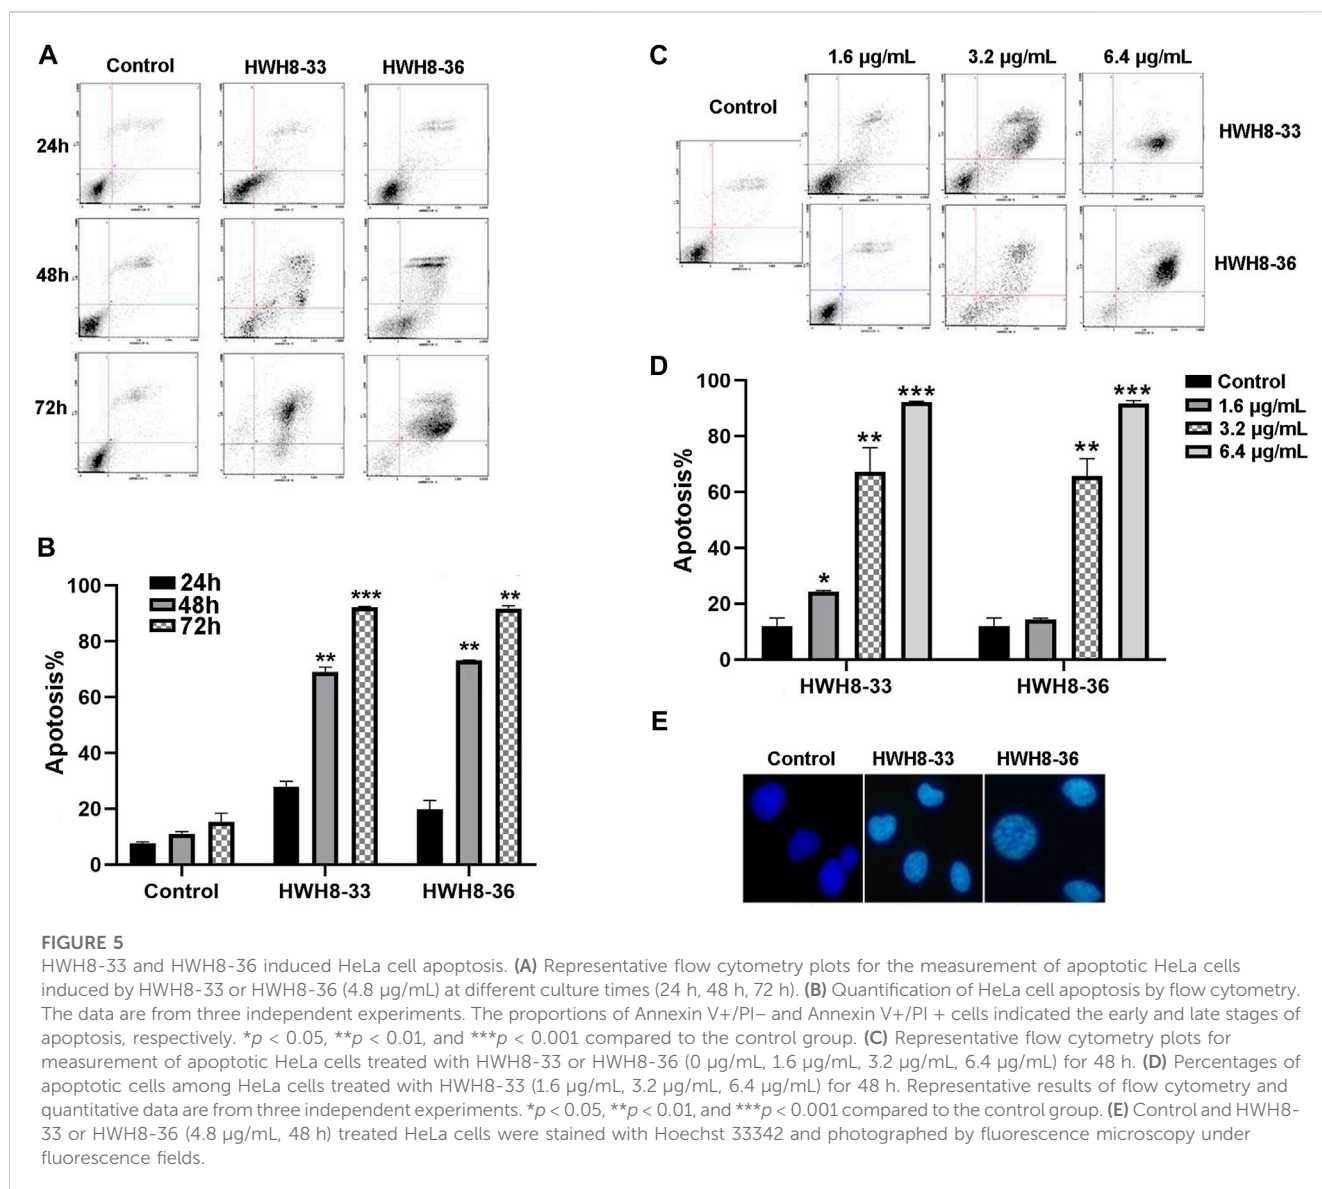 A
Control
HWH8-33
HWH8-36
24h
48h
72h
B
Apotosis%
100
80
60
40
20
0
24h
48h
72h
**
***
**
**
Control
HWH8-33
HWH8-36
C
1.6 µg/mL
3.2 µg/mL
6.4 µg/mL
Control
HWH8-33
HWH8-36
D
Apotosis%
100
80
60
40
20
0
*
**
***
**
***
Control
1.6 µg/mL
3.2 µg/mL
6.4 µg/mL
HWH8-33
HWH8-36
E
Control
HWH8-33
HWH8-36
FIGURE 5
HWH8-33 and HWH8-36 induced HeLa cell apoptosis. (A) Representative flow cytometry plots for the measurement of apoptotic HeLa cells
induced by HWH8-33 or HWH8-36 (4.8 µg/mL) at different culture times (24 h, 48 h, 72 h). (B) Quantification of HeLa cell apoptosis by flow cytometry.
The data are from three independent experiments. The proportions of Annexin V+/PI− and Annexin V+/PI + cells indicated the early and late stages of
apoptosis, respectively. *p < 0.05, **p < 0.01, and ***p < 0.001 compared to the control group. (C) Representative flow cytometry plots for
measurement of apoptotic HeLa cells treated with HWH8-33 or HWH8-36 (0 µg/mL, 1.6 µg/mL, 3.2 µg/mL, 6.4 µg/mL) for 48 h. (D) Percentages of
apoptotic cells among HeLa cells treated with HWH8-33 (1.6 µg/mL, 3.2 µg/mL, 6.4 µg/mL) for 48 h. Representative results of flow cytometry and
quantitative data are from three independent experiments. *p < 0.05, **p < 0.01, and ***p < 0.001 compared to the control group. (E) Control and HWH8-
33 or HWH8-36 (4.8 µg/mL, 48 h) treated HeLa cells were stained with Hoechst 33342 and photographed by fluorescence microscopy under
fluorescence fields.